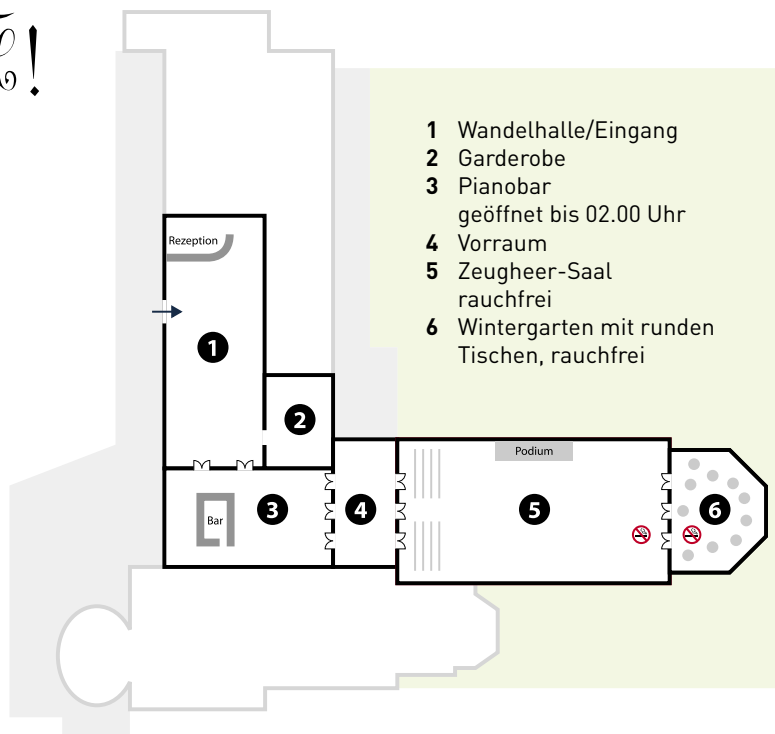 !
1 Wandelhalle/Eingang
2 Garderobe
3 Pianobar
geöffnet bis 02.00 Uhr
4 Vorraum
5 Zeugheer-Saal
rauchfrei
6 Wintergarten mit runden
Tischen, rauchfrei
Rezeption
1
2
Podium
Bar
3
4
5
6